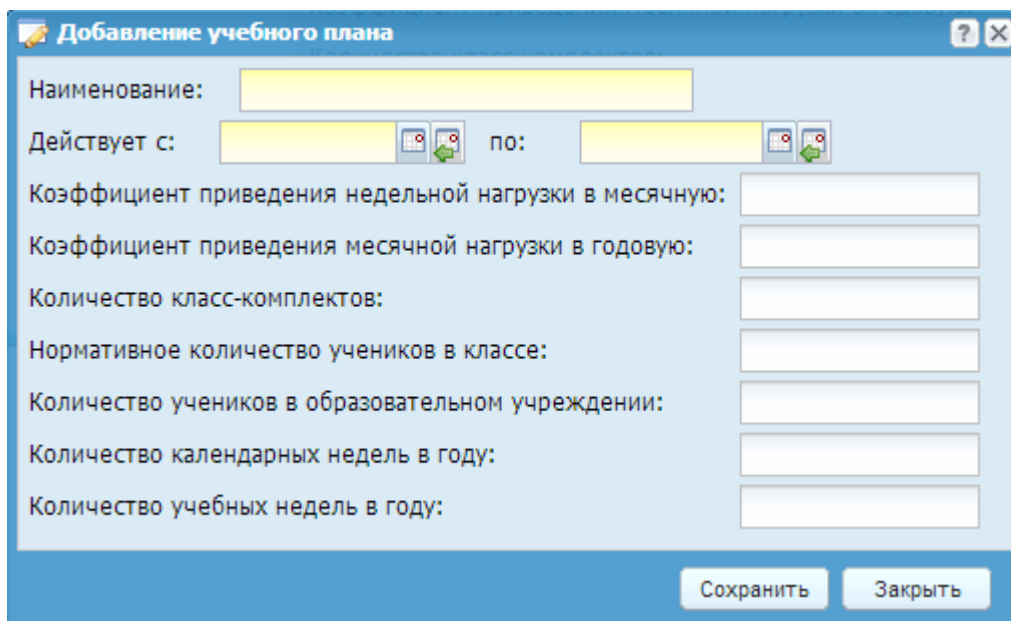 Добавление учебного плана
Наименование:
Действует с: по:
Коэффициент приведения недельной нагрузки в месячную:
Коэффициент приведения месячной нагрузки в годовую:
Количество класс-комплектов:
Нормативное количество учеников в классе:
Количество учеников в образовательном учреждении:
Количество календарных недель в году:
Количество учебных недель в году:
Сохранить Закрыть